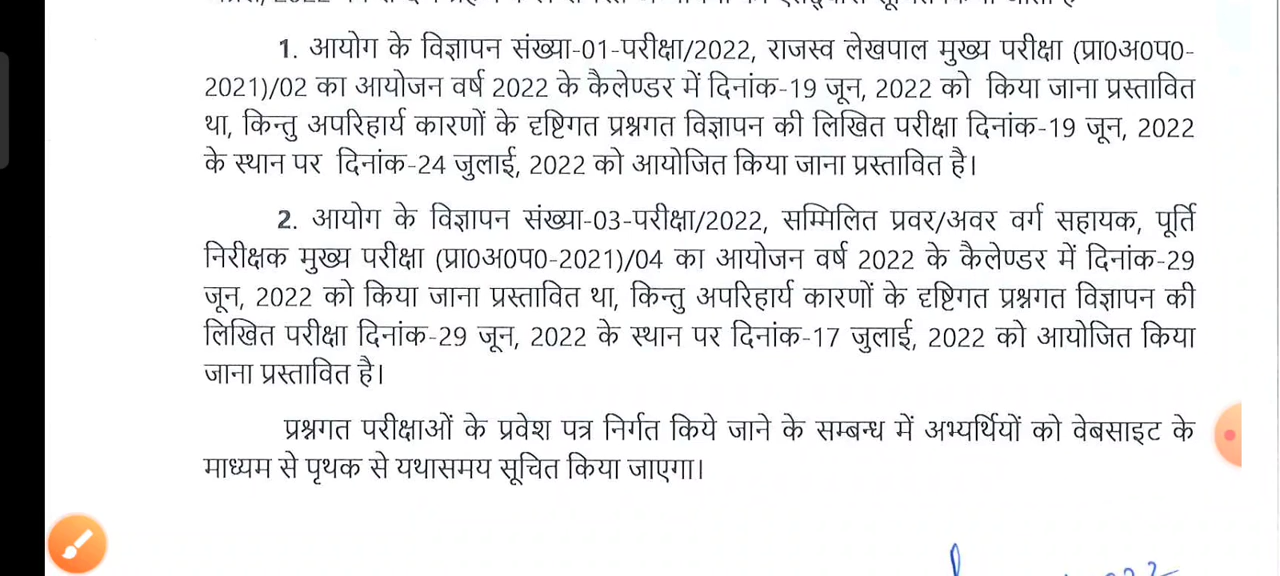 1. आयोग के विज्ञापन संख्या-01-परीक्षा/2022, राजस्व लेखपाल मुख्य परीक्षा (प्रा0अ0प0-
2021)/02 का आयोजन वर्ष 2022 के कैलेण्डर में दिनांक-19 जून, 2022 को किया जाना प्रस्तावित
था, किन्तु अपरिहार्य कारणों के दृष्टिगत प्रश्नगत विज्ञापन की लिखित परीक्षा दिनांक-19 जून, 2022
के स्थान पर दिनांक-24 जुलाई, 2022 को आयोजित किया जाना प्रस्तावित है।
2. आयोग के विज्ञापन संख्या-03-परीक्षा/2022, सम्मिलित प्रवर/अवर वर्ग सहायक, पूर्ति
निरीक्षक मुख्य परीक्षा (प्रा0अ0प0-2021)/04 का आयोजन वर्ष 2022 के कैलेण्डर में दिनांक-29
जून, 2022 को किया जाना प्रस्तावित था, किन्तु अपरिहार्य कारणों के दृष्टिगत प्रश्नगत विज्ञापन की
लिखित परीक्षा दिनांक-29 जून, 2022 के स्थान पर दिनांक-17 जुलाई, 2022 को आयोजित किया
जाना प्रस्तावित है।
प्रश्नगत परीक्षाओं के प्रवेश पत्र निर्गत किये जाने के सम्बन्ध में अभ्यर्थियों को वेबसाइट के
माध्यम से पृथक से यथासमय सूचित किया जाएगा।